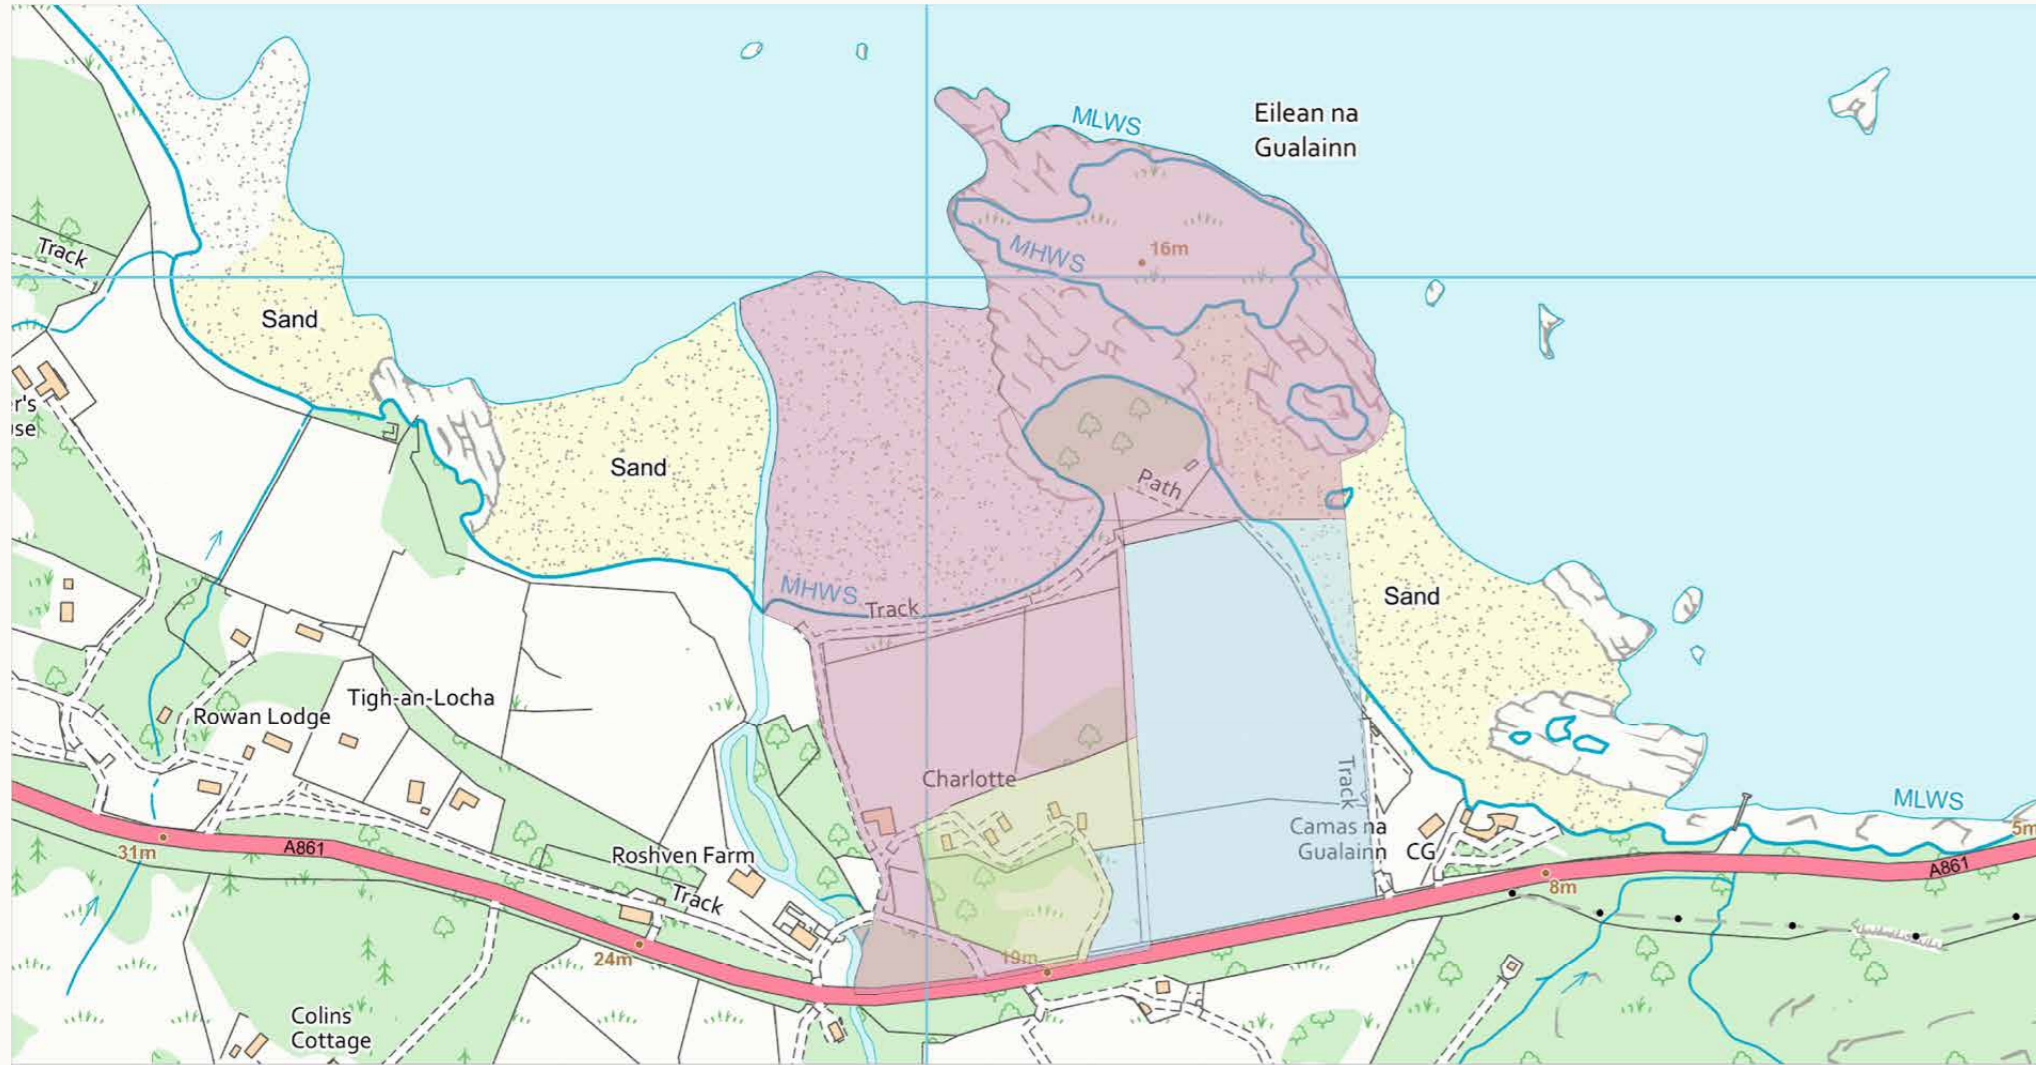 MLWS
Eilean na
Gualainn
Track
MHWS
16m
Sand
r's
use
Sand
Path
Sand
MHWS
Track
Tigh-an-Locha
Rowan Lodge
Charlotte
Track
Camas na
Gualainn
CG
MLWS
5m
31m
A861
Roshven Farm
Track
8m
A861
24m
19m
Colins
Cottage